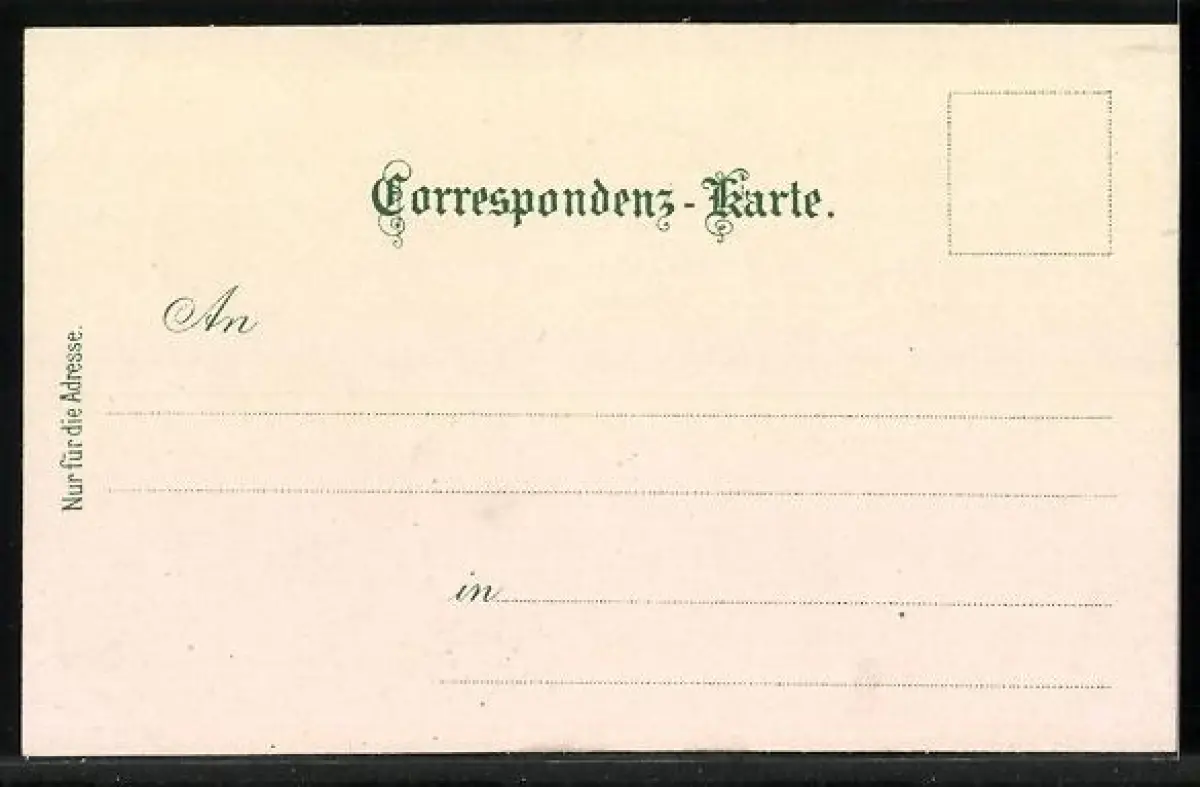 Correspondenz-Karte.
An
Nur für die Adresse.
in